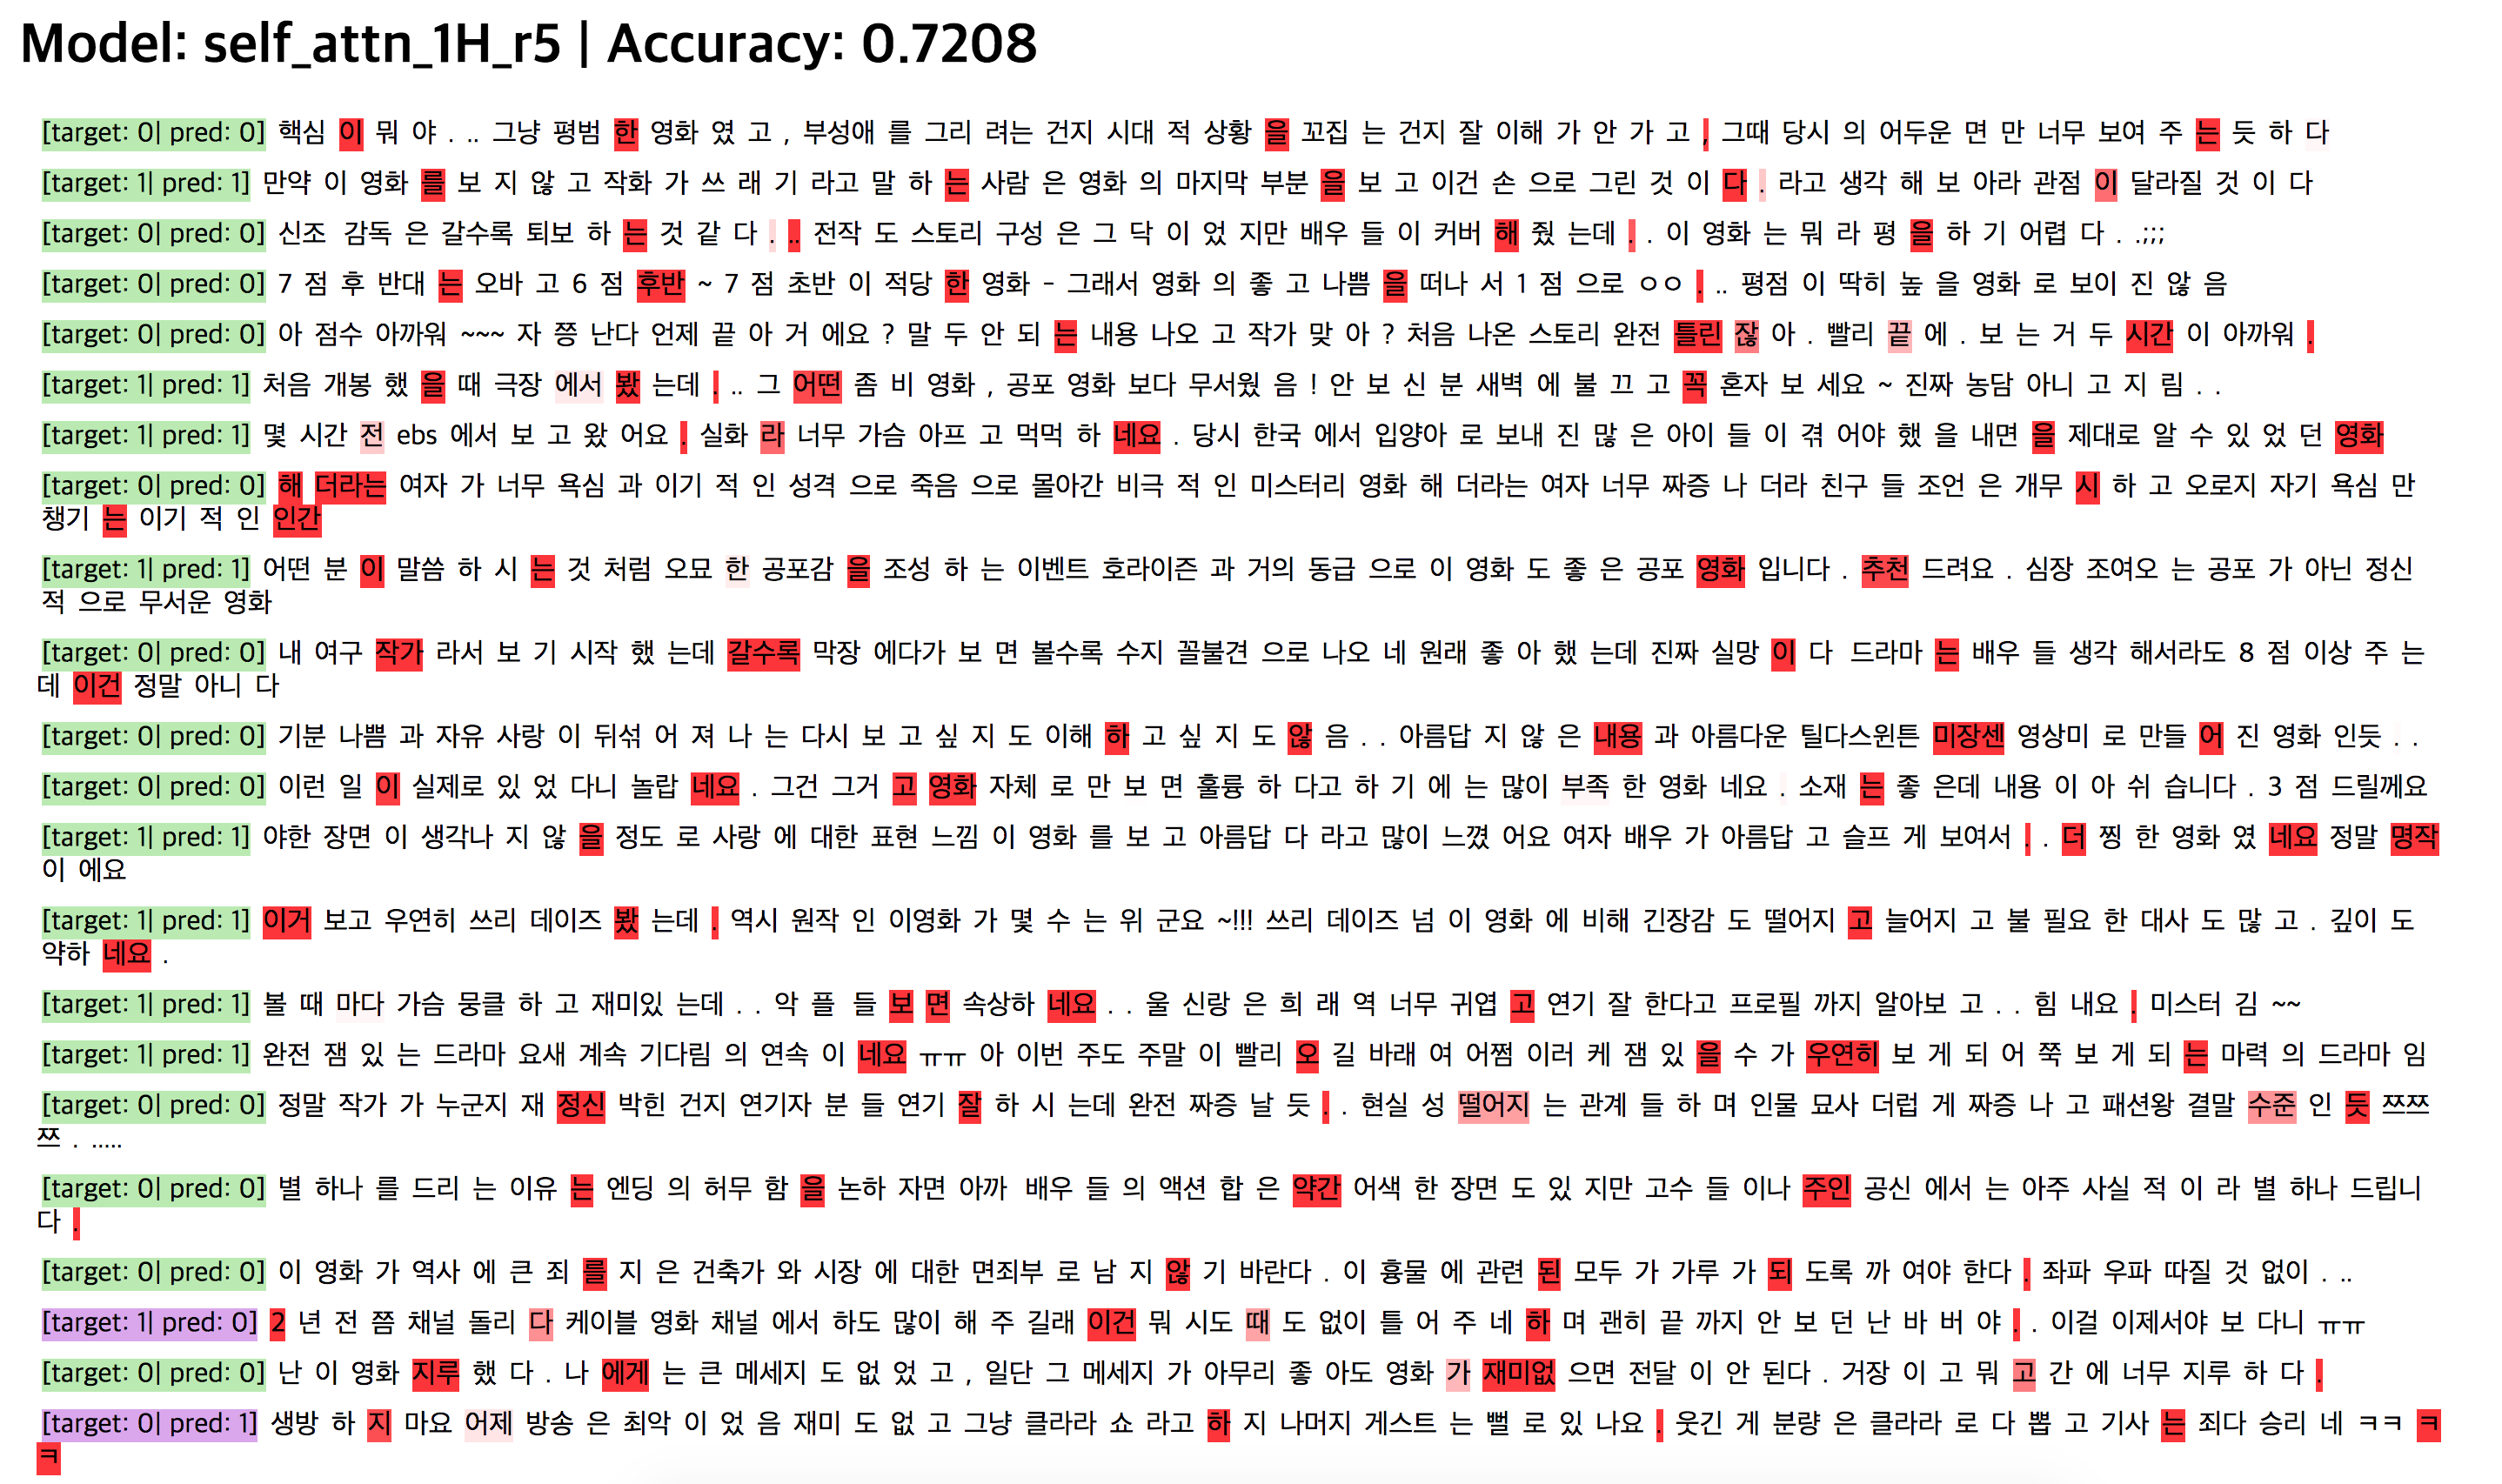 Model: self_attn_1H_r5 | Accuracy: 0.7208
[target: 0| pred: 0] 핵심 이 뭐 야 . .. 그냥 평범 한 영화 였 고 , 부성애 를 그리 려는 건지 시대 적 상황 을 꼬집 는 건지 잘 이해 가 안 가 고 , 그때 당시 의 어두운 면 만 너무 보여 주 는 듯 하 다
[target: 1| pred: 1] 만약 이 영화 를 보 지 않 고 작화 가 쓰 래 기 라고 말 하 는 사람 은 영화 의 마지막 부분 을 보 고 이건 손 으로 그린 것 이 다 . 라고 생각 해 보 아라 관점 이 달라질 것 이 다
[target: 0| pred: 0] 신조 감독 은 갈수록 퇴보 하 는 것 같 다 . .. 전작 도 스토리 구성 은 그 닥 이 었 지만 배우 들 이 커버 해 줬 는데 . . 이 영화 는 뭐 라 평 을 하 기 어렵 다 . .;;;
[target: 0| pred: 0] 7 점 후 반대 는 오바 고 6 점 후반 ~ 7 점 초반 이 적당 한 영화 - 그래서 영화 의 좋 고 나쁨 을 떠나 서 1 점 으로 ㅇㅇ . .. 평점 이 딱히 높 을 영화 로 보이 진 않 음
[target: 0| pred: 0] 아 점수 아까워 ~~~ 자 쯩 난다 언제 끝 아 거 에요 ? 말 두 안 되 는 내용 나오 고 작가 맞 아 ? 처음 나온 스토리 완전 틀린 잖 아 . 빨리 끝 에 . 보 는 거 두 시간 이 아까워 .
[target: 1| pred: 1] 처음 개봉 했 을 때 극장 에서 봤 는데 . .. 그 어떤 좀 비 영화 , 공포 영화 보다 무서웠 음 ! 안 보 신 분 새벽 에 불 끄 고 꼭 혼자 보 세요 ~ 진짜 농담 아니 고 지 림 . .
[target: 1| pred: 1] 몇 시간 전 ebs 에서 보 고 왔 어요 . 실화 라 너무 가슴 아프 고 먹먹 하 네요 . 당시 한국 에서 입양아 로 보내 진 많 은 아이 들 이 겪 어야 했 을 내면 을 제대로 알 수 있 었 던 영화
[target: 0| pred: 0] 해 더라는 여자 가 너무 욕심 과 이기 적 인 성격 으로 죽음 으로 몰아간 비극 적 인 미스터리 영화 해 더라는 여자 너무 짜증 나 더라 친구 들 조언 은 개무 시 하 고 오로지 자기 욕심 만
챙기 는 이기 적 인 인간
[target: 1| pred: 1] 어떤 분 이 말씀 하 시 는 것 처럼 오묘 한 공포감 을 조성 하 는 이벤트 호라이즌 과 거의 동급 으로 이 영화 도 좋 은 공포 영화 입니다 . 추천 드려요 . 심장 조여오 는 공포 가 아닌 정신
적 으로 무서운 영화
[target: 0| pred: 0] 내 여구 작가 라서 보 기 시작 했 는데 갈수록 막장 에다가 보 면 볼수록 수지 꼴불견 으로 나오 네 원래 좋 아 했 는데 진짜 실망 이 다 드라마 는 배우 들 생각 해서라도 8 점 이상 주 는
데 이건 정말 아니 다
[target: 0| pred: 0] 기분 나쁨 과 자유 사랑 이 뒤섞 어 져 나 는 다시 보 고 싶 지 도 이해 하 고 싶 지 도 않 음 . . 아름답 지 않 은 내용 과 아름다운 틸다스윈튼 미장센 영상미 로 만들 어 진 영화 인듯 . .
[target: 0| pred: 0] 이런 일 이 실제로 있 었 다니 놀랍 네요 . 그건 그거 고 영화 자체 로 만 보 면 훌륭 하 다고 하 기 에 는 많이 부족 한 영화 네요 . 소재 는 좋 은데 내용 이 아 쉬 습니다 . 3 점 드릴께요
[target: 1| pred: 1] 야한 장면 이 생각나 지 않 을 정도 로 사랑 에 대한 표현 느낌 이 영화 를 보 고 아름답 다 라고 많이 느꼈 어요 여자 배우 가 아름답 고 슬프 게 보여서 . . 더 찡 한 영화 였 네요 정말 명작
이 에요
[target: 1| pred: 1] 이거 보고 우연히 쓰리 데이즈 봤 는데 . 역시 원작 인 이영화 가 몇 수 는 위 군요 ~!!! 쓰리 데이즈 넘 이 영화 에 비해 긴장감 도 떨어지 고 늘어지 고 불 필요 한 대사 도 많 고 . 깊이 도
약하 네요 .
[target: 1| pred: 1] 볼 때 마다 가슴 뭉클 하 고 재미있 는데 . . 악 플 들 보 면 속상하 네요 . . 울 신랑 은 희 래 역 너무 귀엽 고 연기 잘 한다고 프로필 까지 알아보 고 . . 힘 내요 . 미스터 김 ~~
[target: 1| pred: 1] 완전 잼 있 는 드라마 요새 계속 기다림 의 연속 이 네요 ㅠㅠ 아 이번 주도 주말 이 빨리 오 길 바래 여 어쩜 이러 케 잼 있 을 수 가 우연히 보 게 되 어 쭉 보 게 되 는 마력 의 드라마 임
[target: 0| pred: 0] 정말 작가 가 누군지 재 정신 박힌 건지 연기자 분 들 연기 잘 하 시 는데 완전 짜증 날 듯 . . 현실 성 떨어지 는 관계 들 하 며 인물 묘사 더럽 게 짜증 나 고 패션왕 결말 수준 인 듯 쯔쯔
쯔 . .....
[target: 0| pred: 0] 별 하나 를 드리 는 이유 는 엔딩 의 허무 함 을 논하 자면 아까 배우 들 의 액션 합 은 약간 어색 한 장면 도 있 지만 고수 들 이나 주인 공신 에서 는 아주 사실 적 이 라 별 하나 드립니
다 .
[target: 0| pred: 0] 이 영화 가 역사 에 큰 죄 를 지 은 건축가 와 시장 에 대한 면죄부 로 남 지 않 기 바란다 . 이 흉물 에 관련 된 모두 가 가루 가 되 도록 까 여야 한다 . 좌파 우파 따질 것 없이 . ..
[target: 1| pred: 0] 2 년 전 쯤 채널 돌리 다 케이블 영화 채널 에서 하도 많이 해 주 길래 이건 뭐 시도 때 도 없이 틀 어 주 네 하 며 괜히 끝 까지 안 보 던 난 바 버 야 . . 이걸 이제서야 보 다니 ㅠㅠ
[target: 0| pred: 0] 난 이 영화 지루 했 다 . 나 에게 는 큰 메세지 도 없 었 고 , 일단 그 메세지 가 아무리 좋 아도 영화 가 재미없 으면 전달 이 안 된다 . 거장 이 고 뭐 고 간 에 너무 지루 하 다 .
[target: 0| pred: 1] 생방 하 지 마요 어제 방송 은 최악 이 었 음 재미 도 없 고 그냥 클라라 쇼 라고 하 지 나머지 게스트 는 뻘 로 있 나요 . 웃긴 게 분량 은 클라라 로 다 뽑 고 기사 는 죄다 승리 네 ㅋㅋ ㅋ
ㅋ